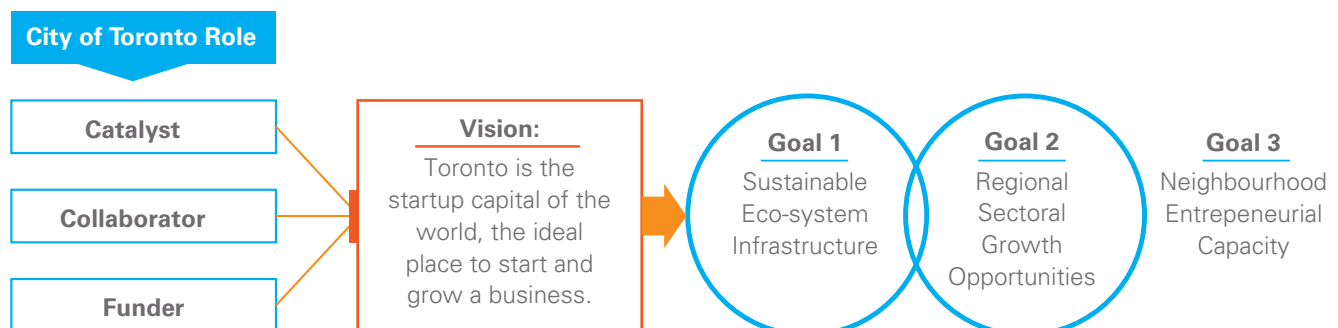 City of Toronto Role
Catalyst
Collaborator
Funder
Vision:
Toronto is the
startup capital of the
world, the ideal
place to start and
grow a business.
Goal 1
Sustainable
Eco-system
Infrastructure
Goal 2
Regional
Sectoral
Growth
Opportunities
Goal 3
Neighbourhood
Entrepeneurial
Capacity